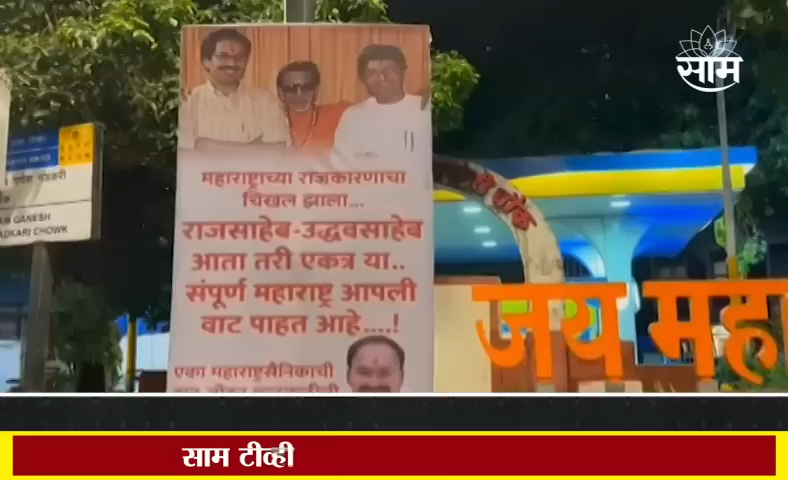 साम
महाराष्ट्राच्या राजकारणाचा
चिखल झाला...
राजसाहेब-उद्धवसाहेब
आता तरी एकत्र या..
संपूर्ण महाराष्ट्र आपली
वाट पाहत आहे....!
एका महाराष्ट्रसैनिकाची
GANESH
ADKARI CHOWK
जय महा
साम टीव्ही